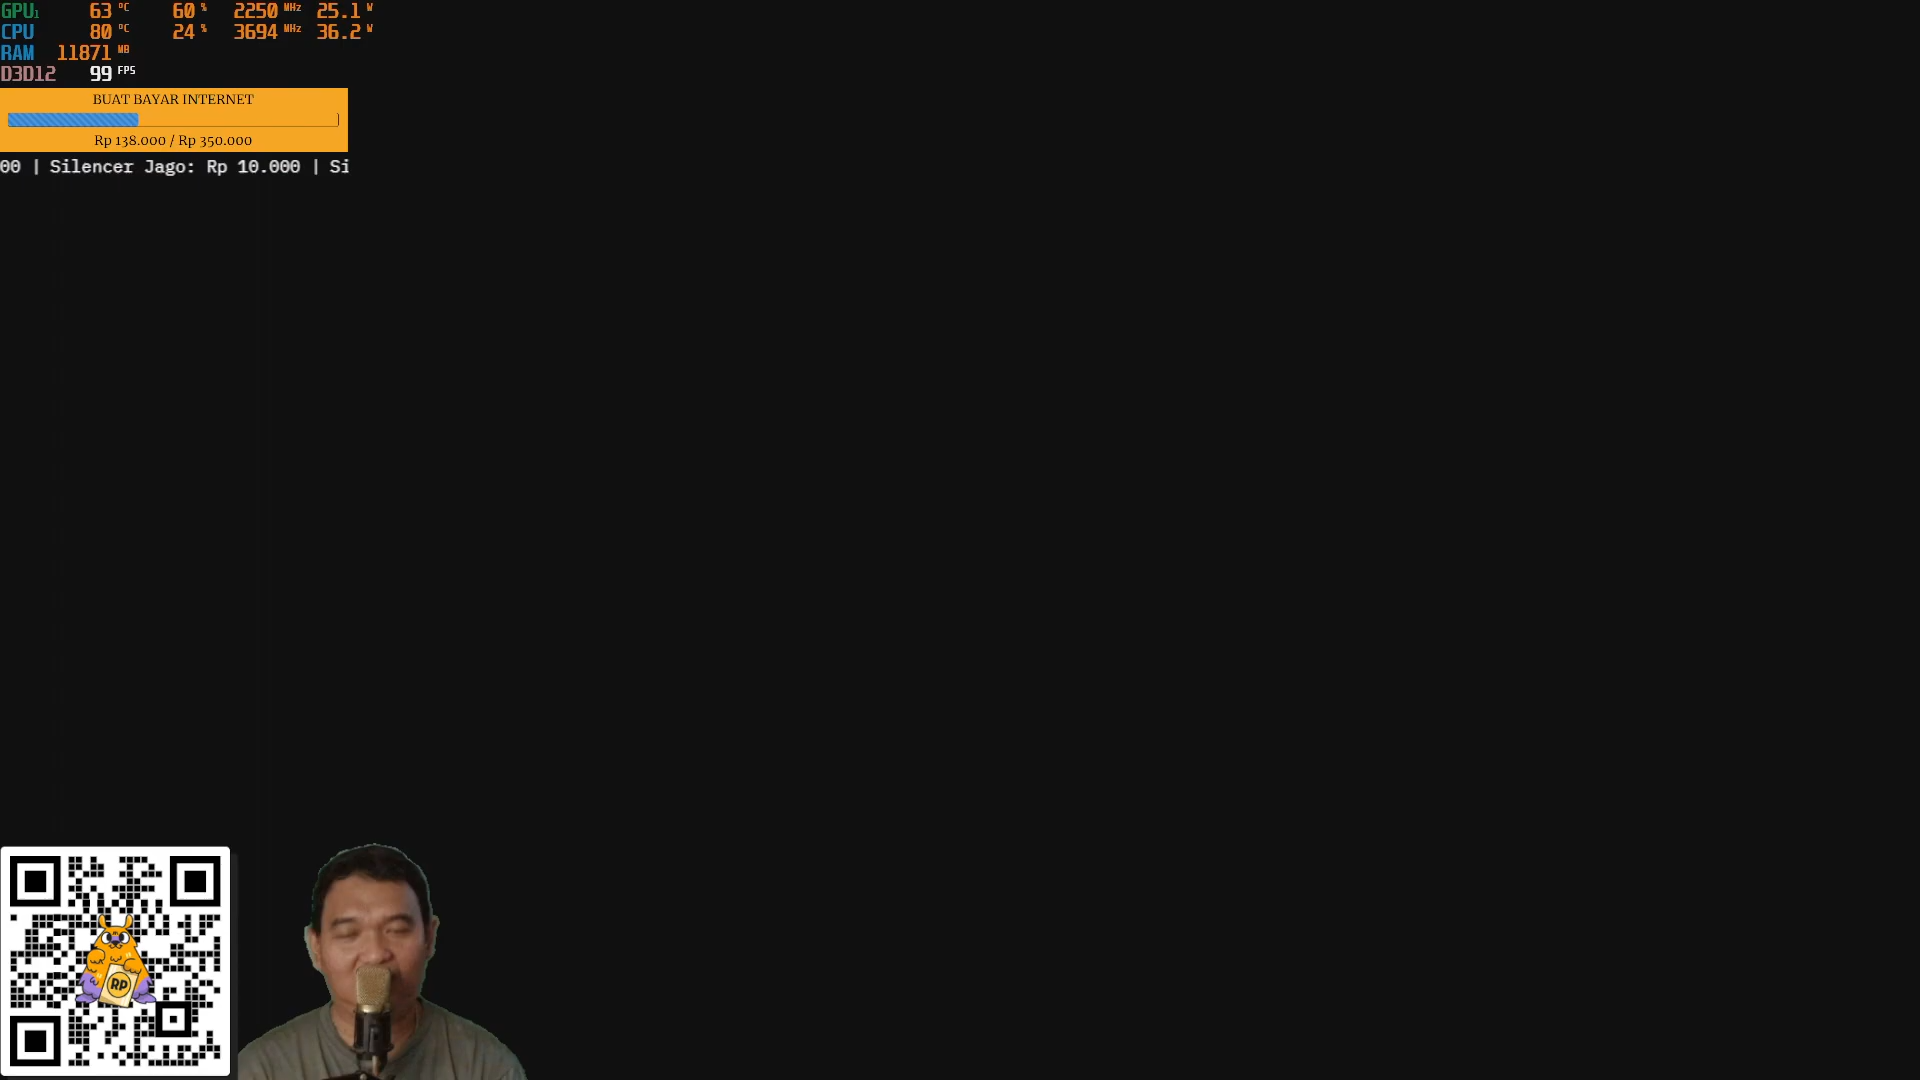 GPU1 63 °C 60 % 2250 MHz 25.1 W
CPU 80 °C 24 % 3694 MHz 36.2 W
RAM 11871 MB
D3D12 99 FPS
BUAT BAYAR INTERNET
Rp 138.000 / Rp 350.000
00 | Silencer Jago: Rp 10.000 | Si
RP